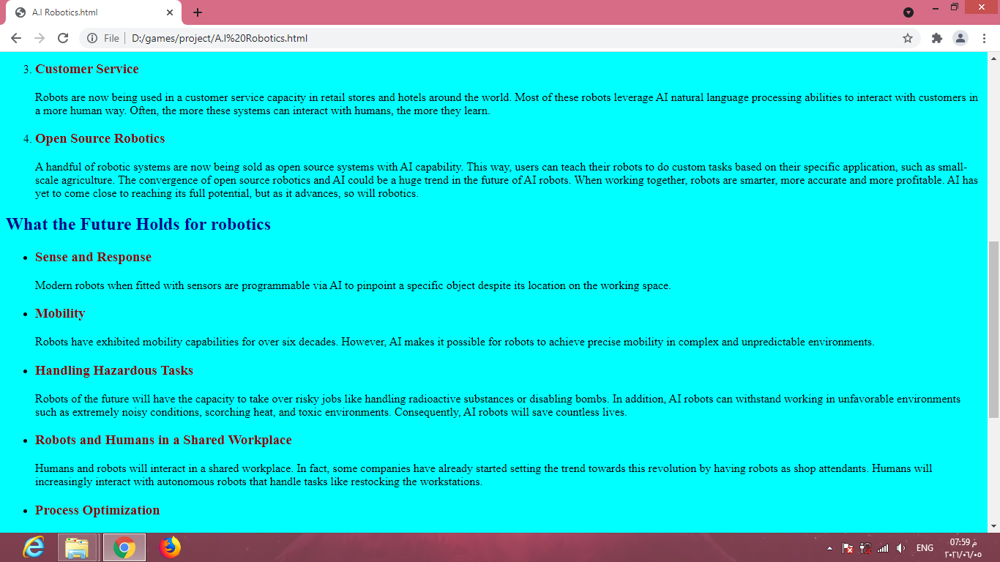 A.I Robotics.html
File | D:/games/project/A.I%20Robotics.html
3. Customer Service
Robots are now being used in a customer service capacity in retail stores and hotels around the world. Most of these robots leverage AI natural language processing abilities to interact with customers in
a more human way. Often, the more these systems can interact with humans, the more they learn.
4. Open Source Robotics
A handful of robotic systems are now being sold as open source systems with AI capability. This way, users can teach their robots to do custom tasks based on their specific application, such as small-
scale agriculture. The convergence of open source robotics and AI could be a huge trend in the future of AI robots. When working together, robots are smarter, more accurate and more profitable. AI has
yet to come close to reaching its full potential, but as it advances, so will robotics.
What the Future Holds for robotics
• Sense and Response
Modern robots when fitted with sensors are programmable via AI to pinpoint a specific object despite its location on the working space.
• Mobility
Robots have exhibited mobility capabilities for over six decades. However, AI makes it possible for robots to achieve precise mobility in complex and unpredictable environments.
• Handling Hazardous Tasks
Robots of the future will have the capacity to take over risky jobs like handling radioactive substances or disabling bombs. In addition, AI robots can withstand working in unfavorable environments
such as extremely noisy conditions, scorching heat, and toxic environments. Consequently, AI robots will save countless lives.
• Robots and Humans in a Shared Workplace
Humans and robots will interact in a shared workplace. In fact, some companies have already started setting the trend towards this revolution by having robots as shop attendants. Humans will
increasingly interact with autonomous robots that handle tasks like restocking the workstations.
• Process Optimization
ENG
07:59 م
٢٠٢١/٠٦/٠٥